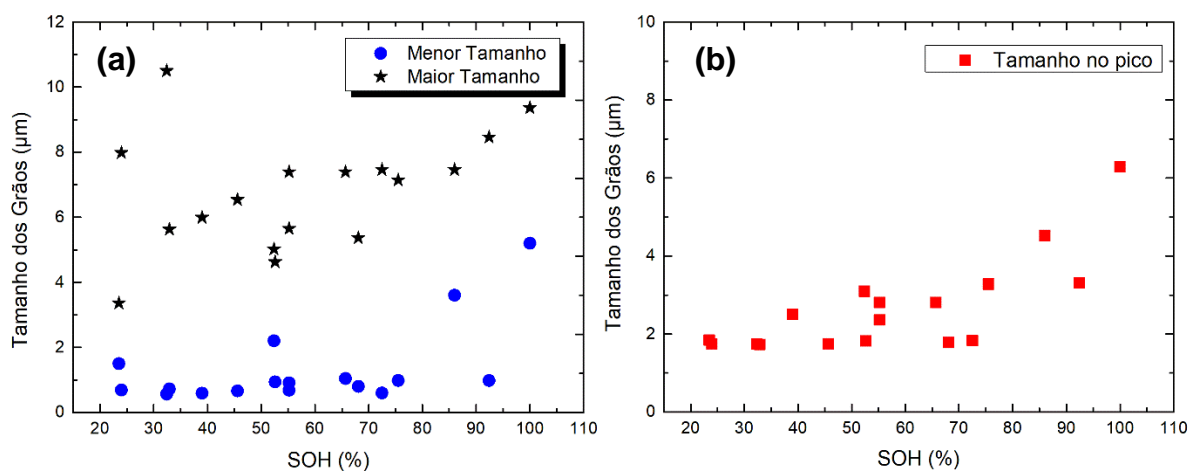 (a)
Menor Tamanho
Maior Tamanho
Tamanho dos Grãos (μm)
12
10
8
6
4
2
0
20 30 40 50 60 70 80 90 100 110
SOH (%)
(b)
Tamanho no pico
Tamanho dos Grãos (μm)
10
8
6
4
2
0
20 30 40 50 60 70 80 90 100 110
SOH (%)